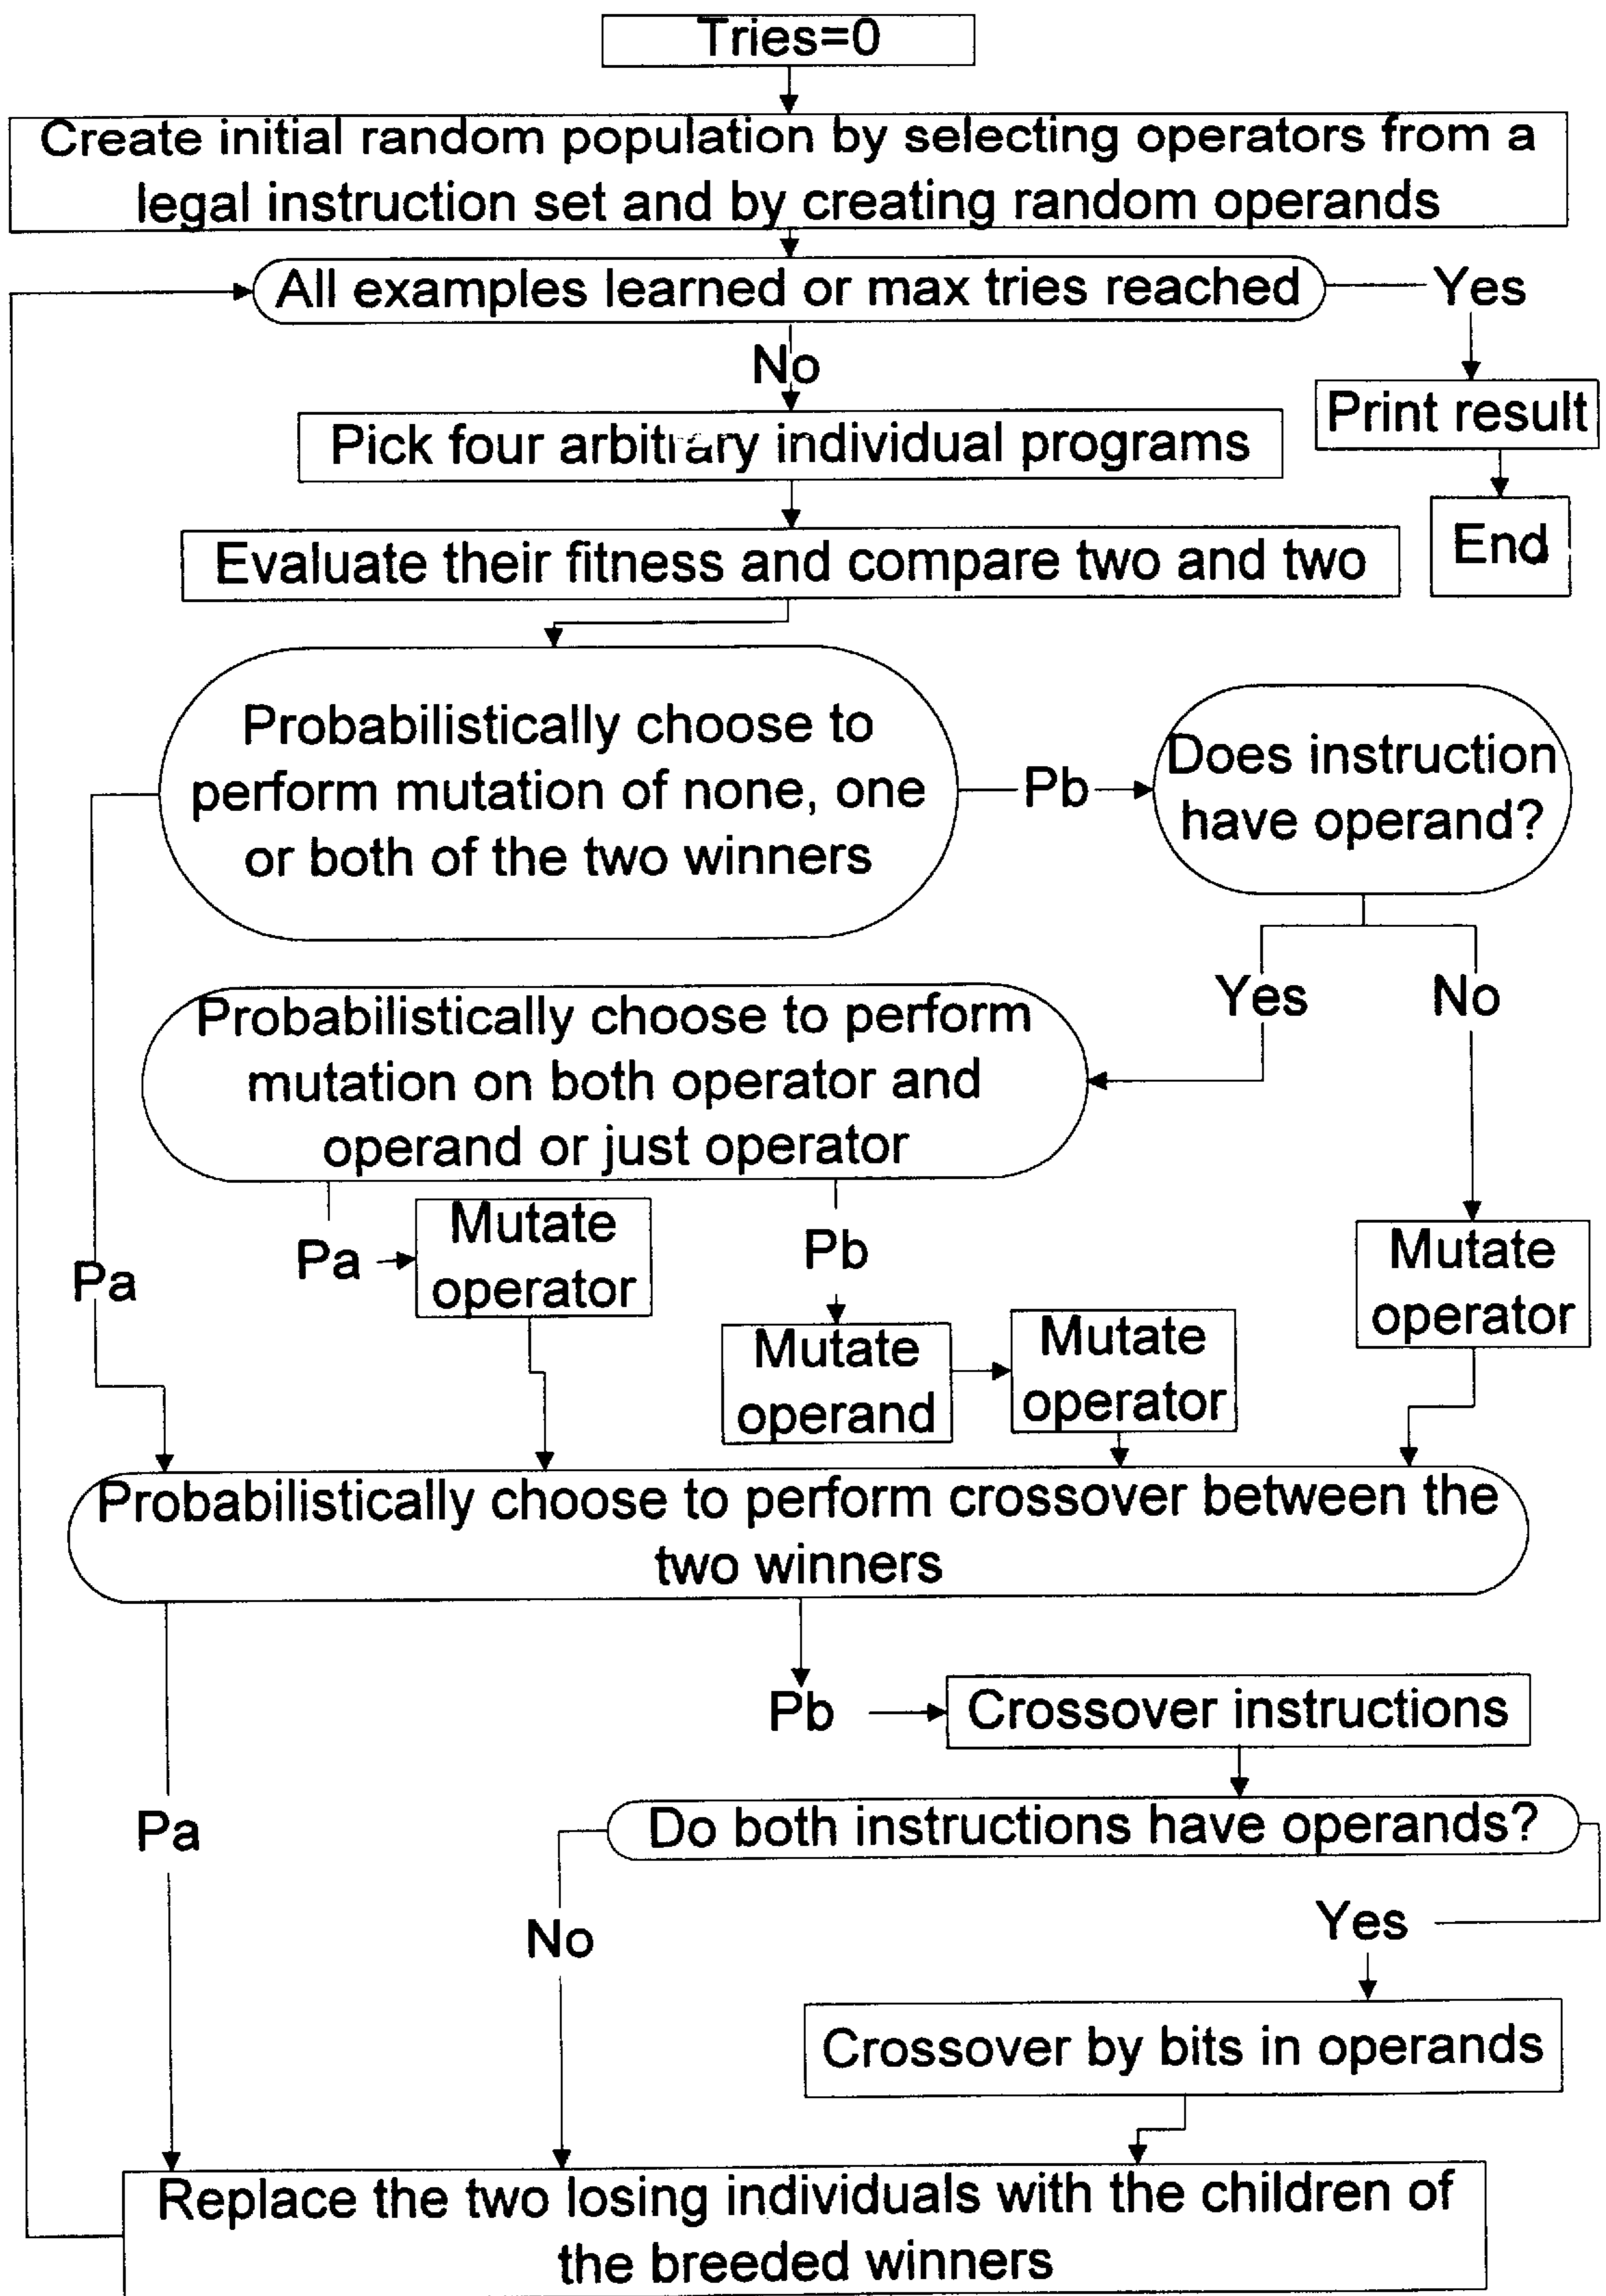 Tries=0
Create initial random population by selecting operators from a
legal instruction set and by creating random operands
All examples learned or max tries reached
Yes
No
Print result
Pick four arbitrary individual programs
End
Evaluate their fitness and compare two and two
Probabilistically choose to
perform mutation of none, one
or both of the two winners
Pb
Does instruction
have operand?
Yes
No
Probabilistically choose to perform
mutation on both operator and
operand or just operator
Pa
Pa
Mutate
operator
Pb
Mutate
operand
Mutate
operator
Mutate
operator
Probabilistically choose to perform crossover between the
two winners
Pb
Crossover instructions
Pa
Do both instructions have operands?
No
Yes
Crossover by bits in operands
Replace the two losing individuals with the children of
the breeded winners